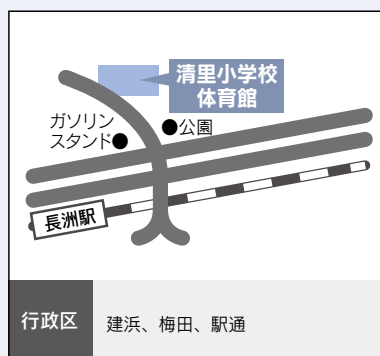 清里小学校
体育館
ガソリン
スタンド
公園
長洲駅
行政区
建浜、梅田、駅通